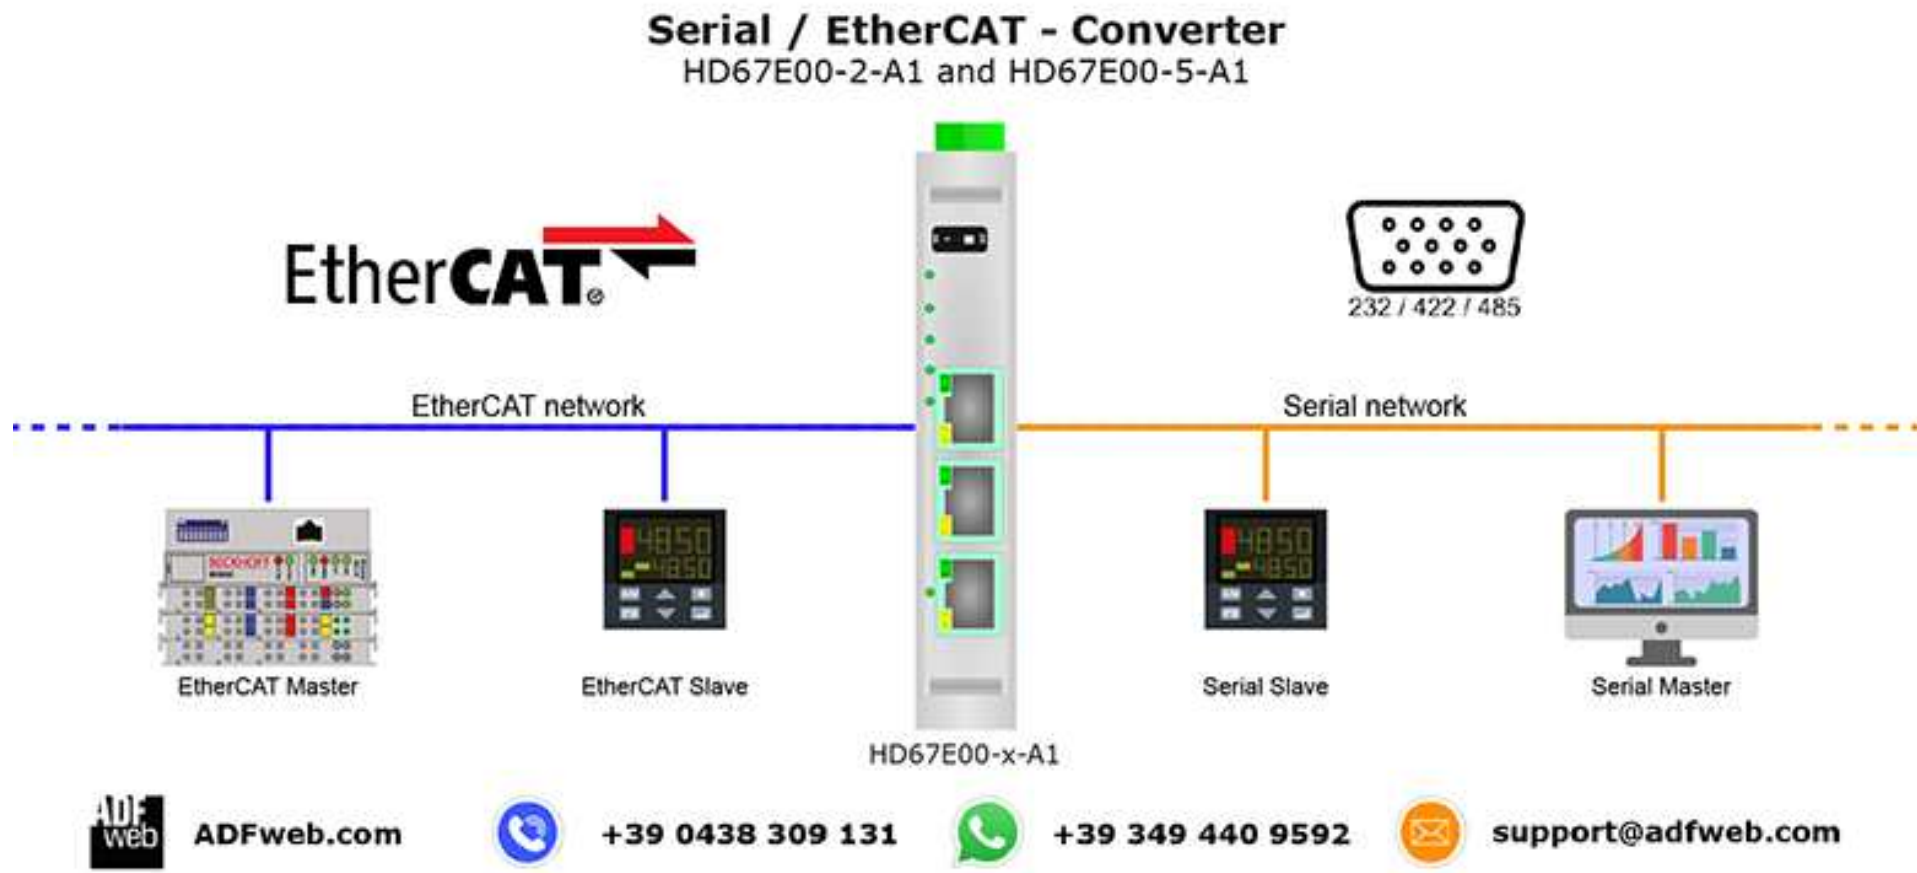 Serial / EtherCAT - Converter
HD67E00-2-A1 and HD67E00-5-A1
EtherCAT®
232 / 422 / 485
EtherCAT network
Serial network
BECKHOFF
4850
4850
4850
4850
EtherCAT Master
EtherCAT Slave
Serial Slave
Serial Master
HD67E00-x-A1
ADF
web
ADFweb.com
+39 0438 309 131
+39 349 440 9592
support@adfweb.com